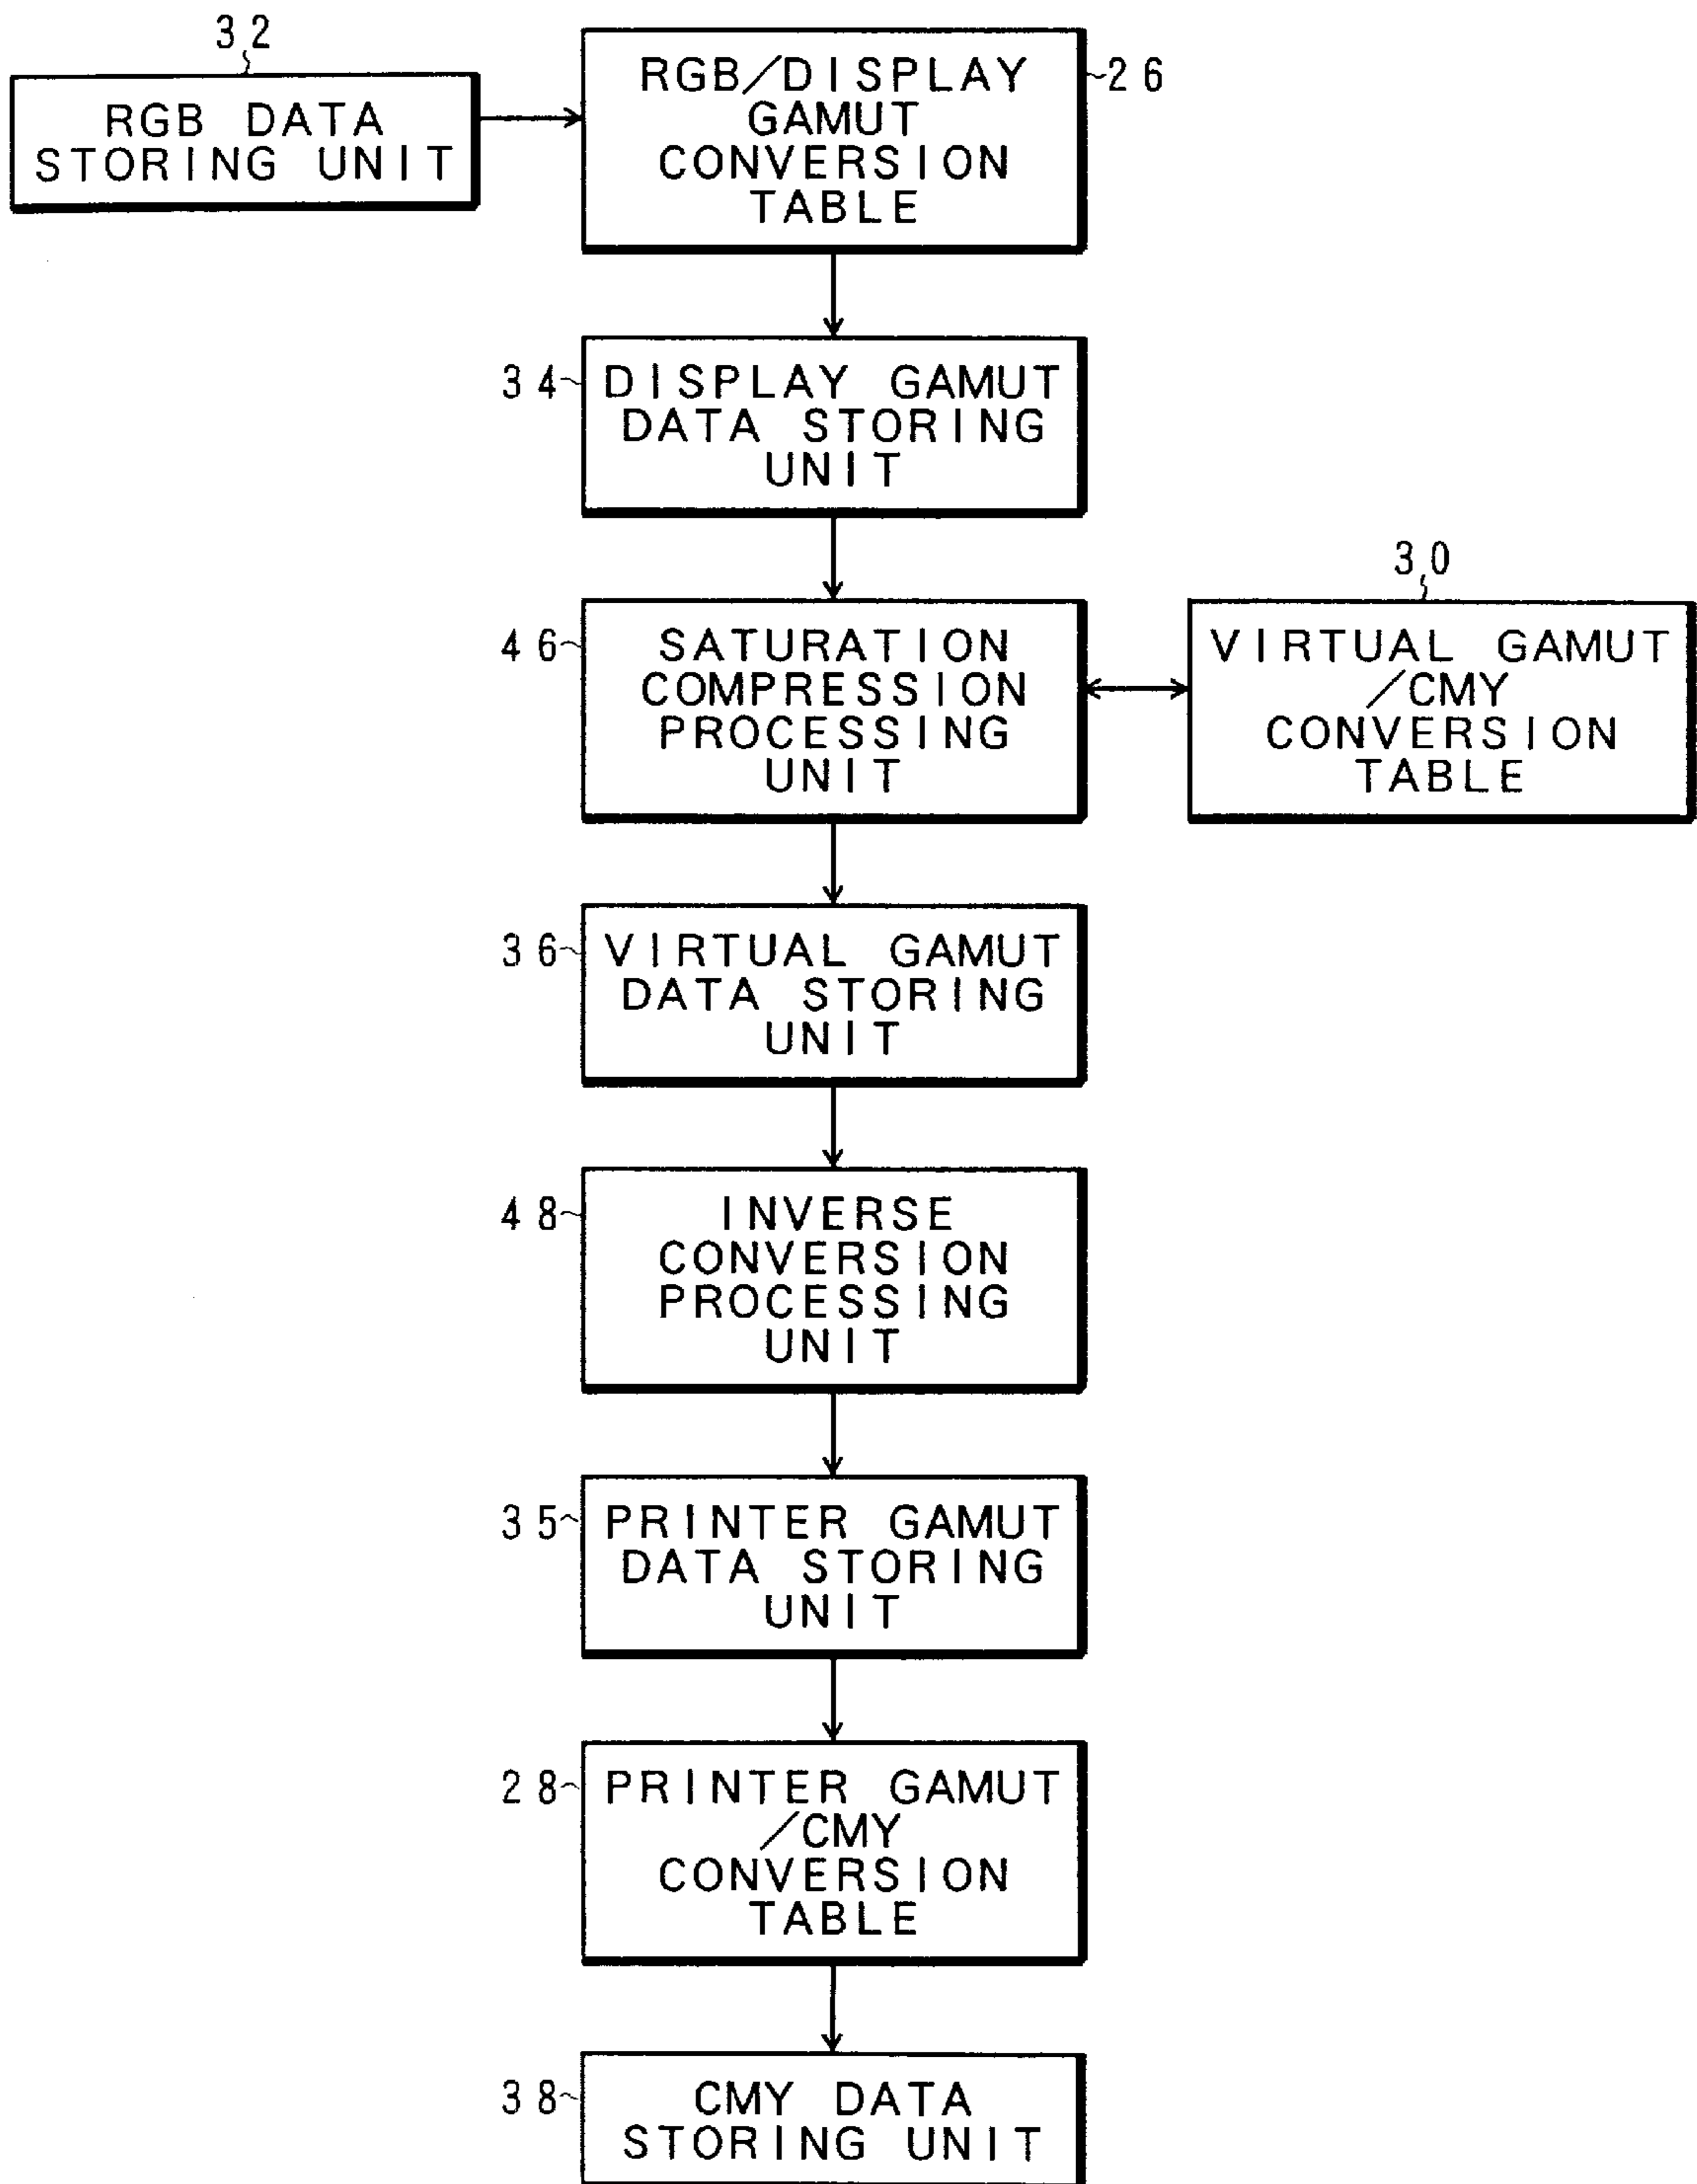 32
RGB DATA
STORING UNIT
RGB/DISPLAY
GAMUT
CONVERSION
TABLE
26
34
DISPLAY GAMUT
DATA STORING
UNIT
46
SATURATION
COMPRESSION
PROCESSING
UNIT
30
VIRTUAL GAMUT
/CMY
CONVERSION
TABLE
36
VIRTUAL GAMUT
DATA STORING
UNIT
48
INVERSE
CONVERSION
PROCESSING
UNIT
35
PRINTER GAMUT
DATA STORING
UNIT
28
PRINTER GAMUT
/CMY
CONVERSION
TABLE
38
CMY DATA
STORING UNIT